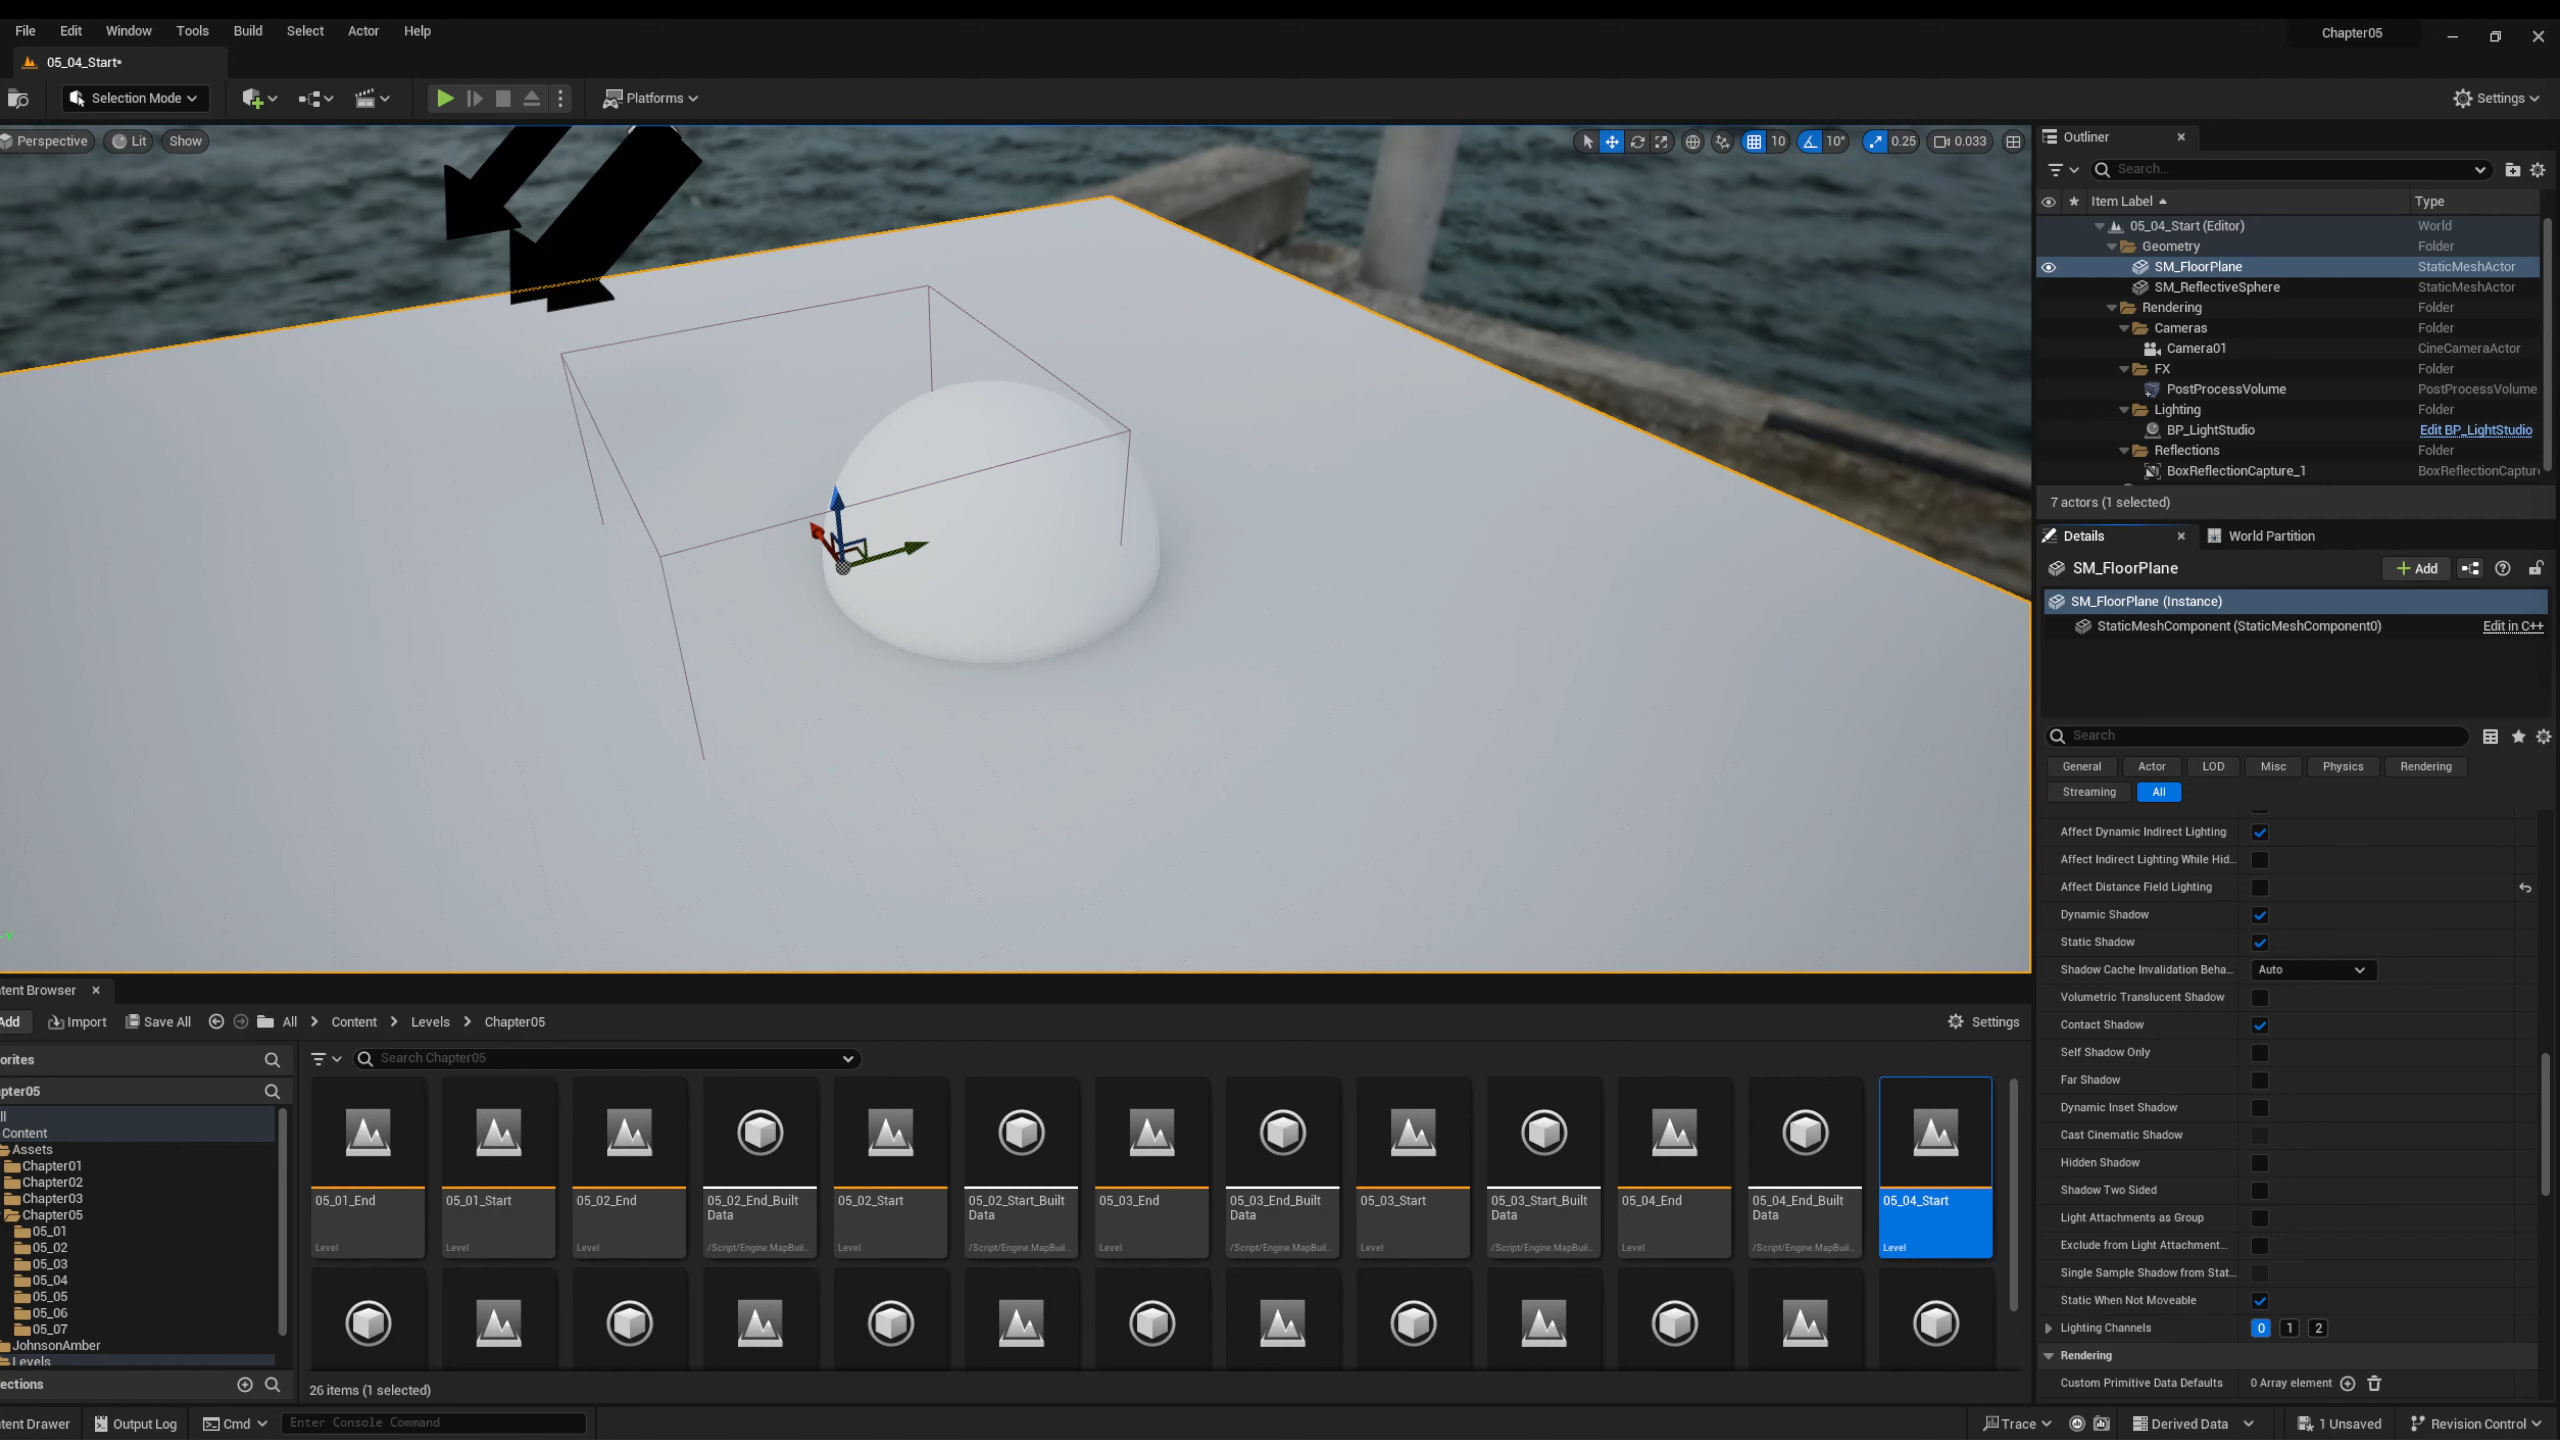 File Edit Window Tools Build Select Actor Help
Chapter05
05_04_Start*
Selection Mode
Platforms
Settings
Perspective Lit Show
10 10° 0.25 0.033
Outliner
Search...
Item Label Type
05_04_Start (Editor) World
Geometry Folder
SM_FloorPlane StaticMeshActor
SM_ReflectiveSphere StaticMeshActor
Rendering Folder
Cameras Folder
Camera01 CineCameraActor
FX Folder
PostProcessVolume PostProcessVolume
Lighting Folder
BP_LightStudio Edit BP_LightStudio
Reflections Folder
BoxReflectionCapture_1 BoxReflectionCapture
7 actors (1 selected)
Details World Partition
SM_FloorPlane Add
SM_FloorPlane (Instance)
StaticMeshComponent (StaticMeshComponent0) Edit in C++
Search
General Actor LOD Misc Physics Rendering
Streaming All
Affect Dynamic Indirect Lighting
Affect Indirect Lighting While Hid...
Affect Distance Field Lighting
Dynamic Shadow
Static Shadow
Shadow Cache Invalidation Beha... Auto
Volumetric Translucent Shadow
Contact Shadow
Self Shadow Only
Far Shadow
Dynamic Inset Shadow
Cast Cinematic Shadow
Hidden Shadow
Shadow Two Sided
Light Attachments as Group
Exclude from Light Attachment...
Single Sample Shadow from Stat...
Static When Not Moveable
Lighting Channels 0 1 2
Rendering
Custom Primitive Data Defaults 0 Array element
Y
tent Browser
Add Import Save All All Content Levels Chapter05 Settings
orites
Search Chapter05
pter05
ll
Content
Assets
Chapter01
Chapter02
Chapter03
Chapter05
05_01
05_02
05_03
05_04
05_05
05_06
05_07
JohnsonAmber
Levels
ections
05_01_End
Level
05_01_Start
Level
05_02_End
Level
05_02_End_Built
Data
/Script/Engine.MapBuil...
05_02_Start
Level
05_02_Start_Built
Data
/Script/Engine.MapBuil...
05_03_End
Level
05_03_End_Built
Data
/Script/Engine.MapBuil...
05_03_Start
Level
05_03_Start_Built
Data
/Script/Engine.MapBuil...
05_04_End
Level
05_04_End_Built
Data
/Script/Engine.MapBuil...
05_04_Start
Level
26 items (1 selected)
tent Drawer Output Log Cmd Enter Console Command Trace Derived Data 1 Unsaved Revision Control